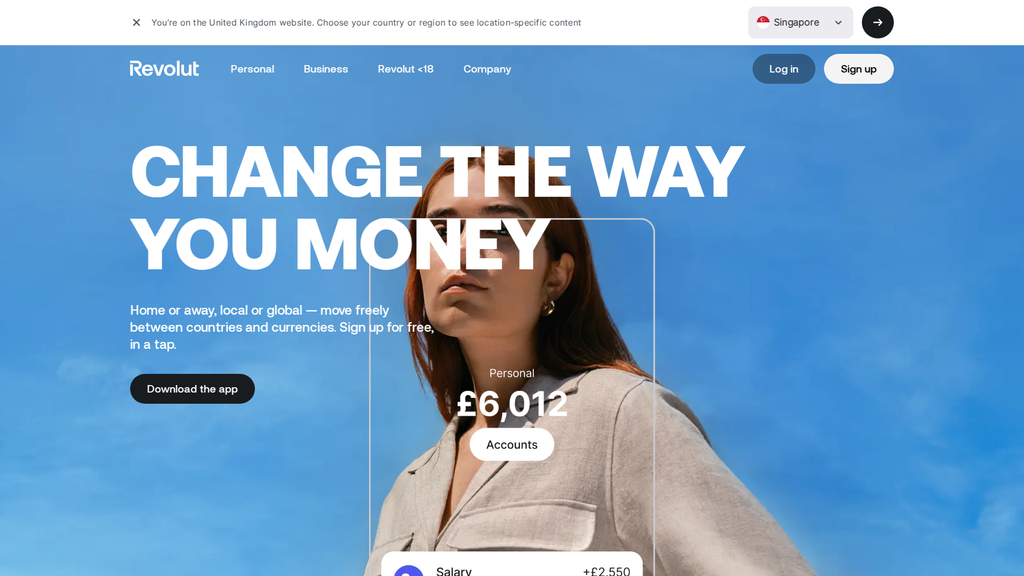 You're on the United Kingdom website. Choose your country or region to see location-specific content
Singapore
Revolut
Personal
Business
Revolut <18
Company
Log in
Sign up
CHANGE THE WAY
YOU MONEY
Home or away, local or global — move freely
between countries and currencies. Sign up for free,
in a tap.
Download the app
Personal
£6,012
Accounts
Salary
+£2,550